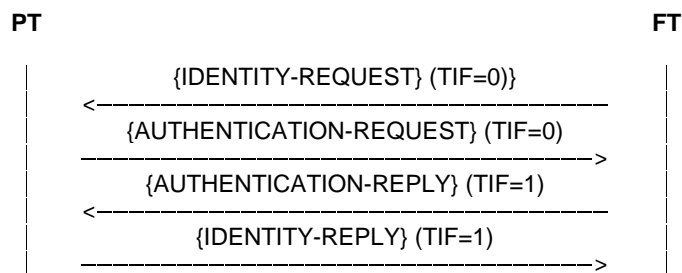 PT FT
{IDENTITY-REQUEST} (TIF=0)}
{AUTHENTICATION-REQUEST} (TIF=0)
{AUTHENTICATION-REPLY} (TIF=1)
{IDENTITY-REPLY} (TIF=1)